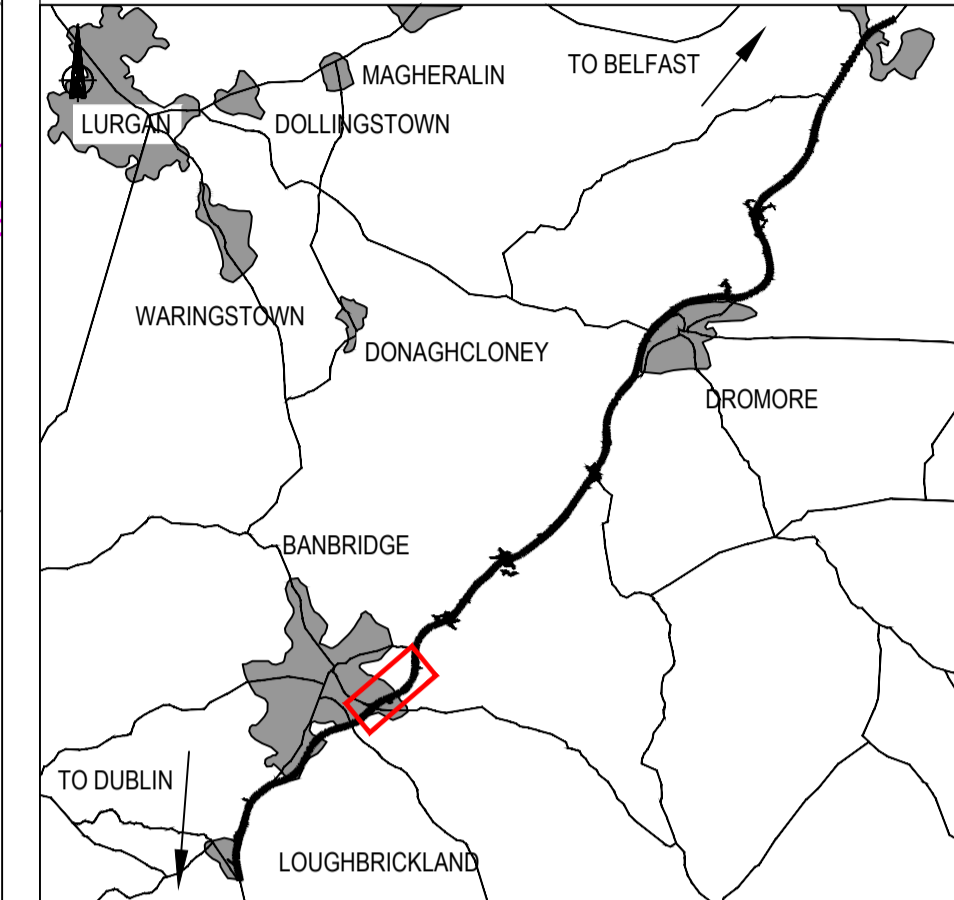 TO BELFAST
MAGHERALIN
LURGAN
DOLLINGSTOWN
WARINGSTOWN
DONAGHCLONEY
DROMORE
BANBRIDGE
TO DUBLIN
LOUGHBRICKLAND